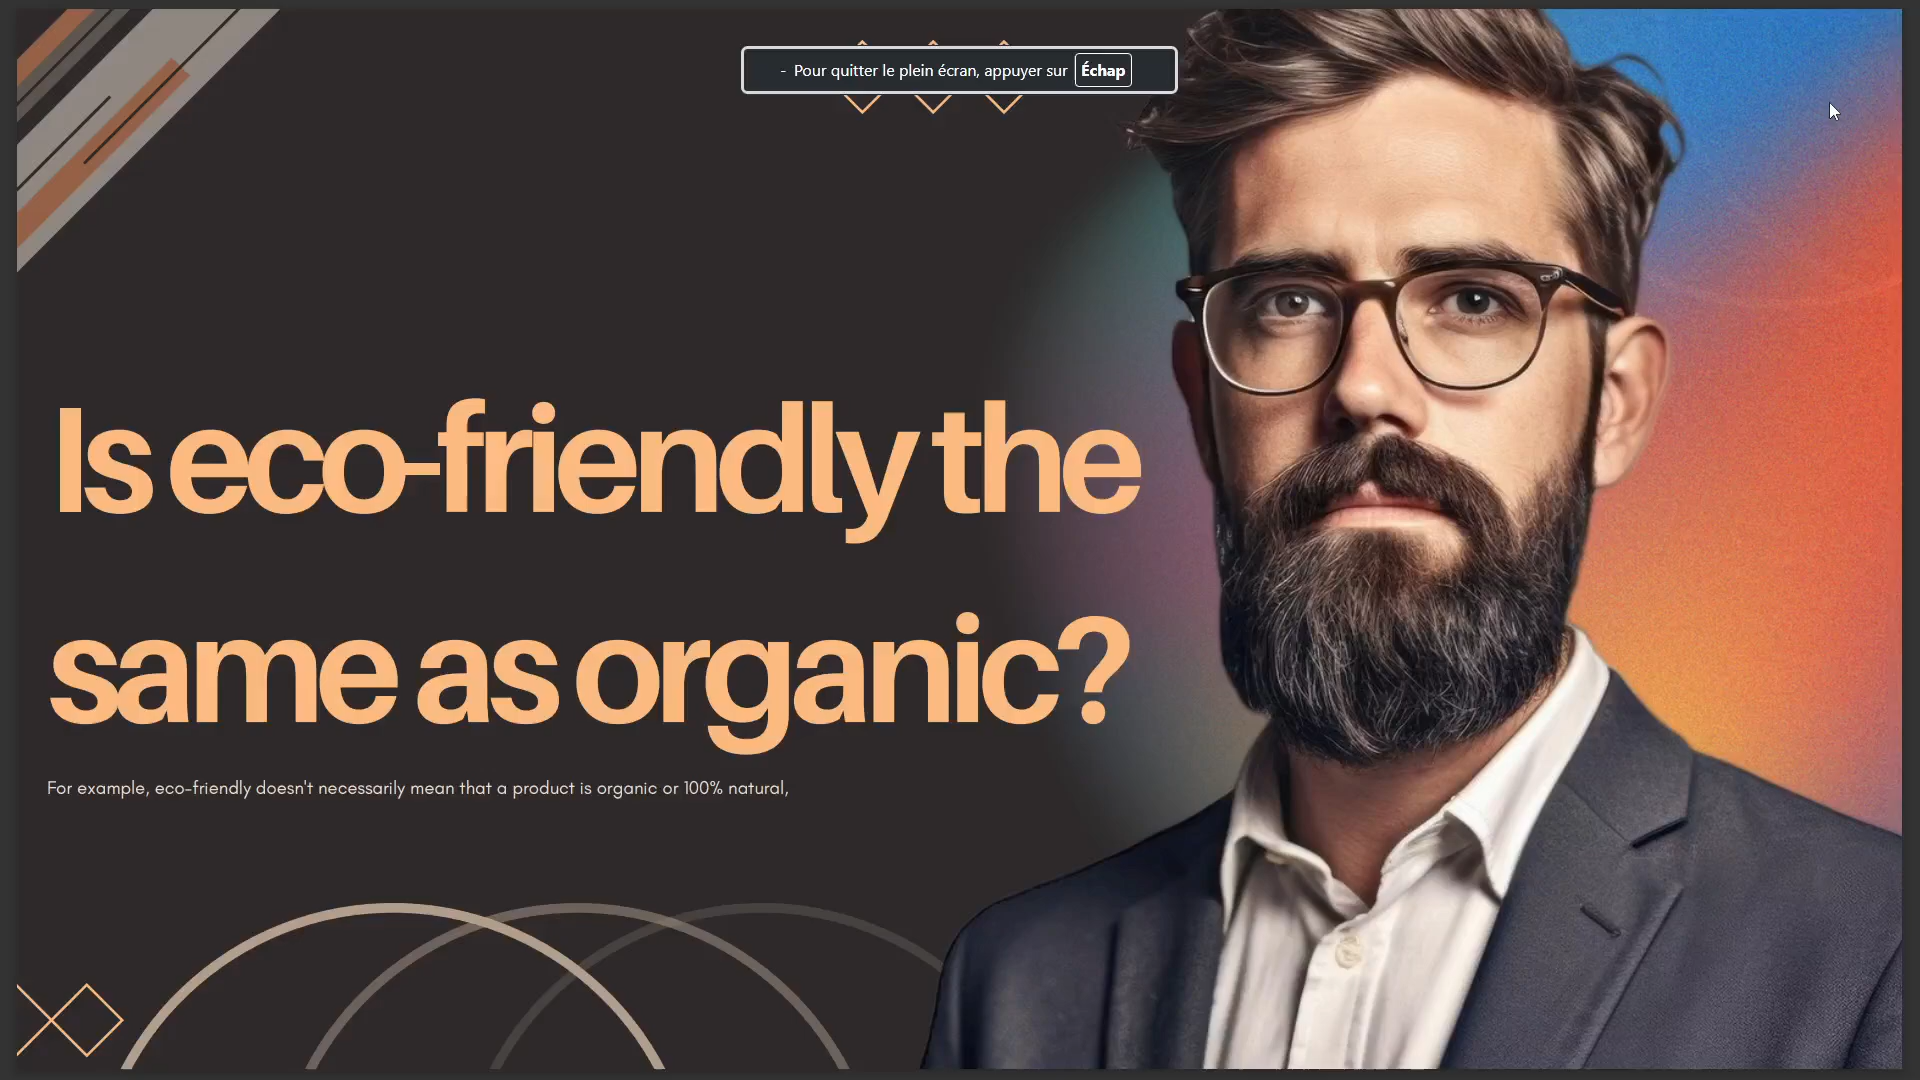 - Pour quitter le plein écran, appuyer sur Échap
Is eco-friendly the
same as organic?
For example, eco-friendly doesn't necessarily mean that a product is organic or 100% natural,